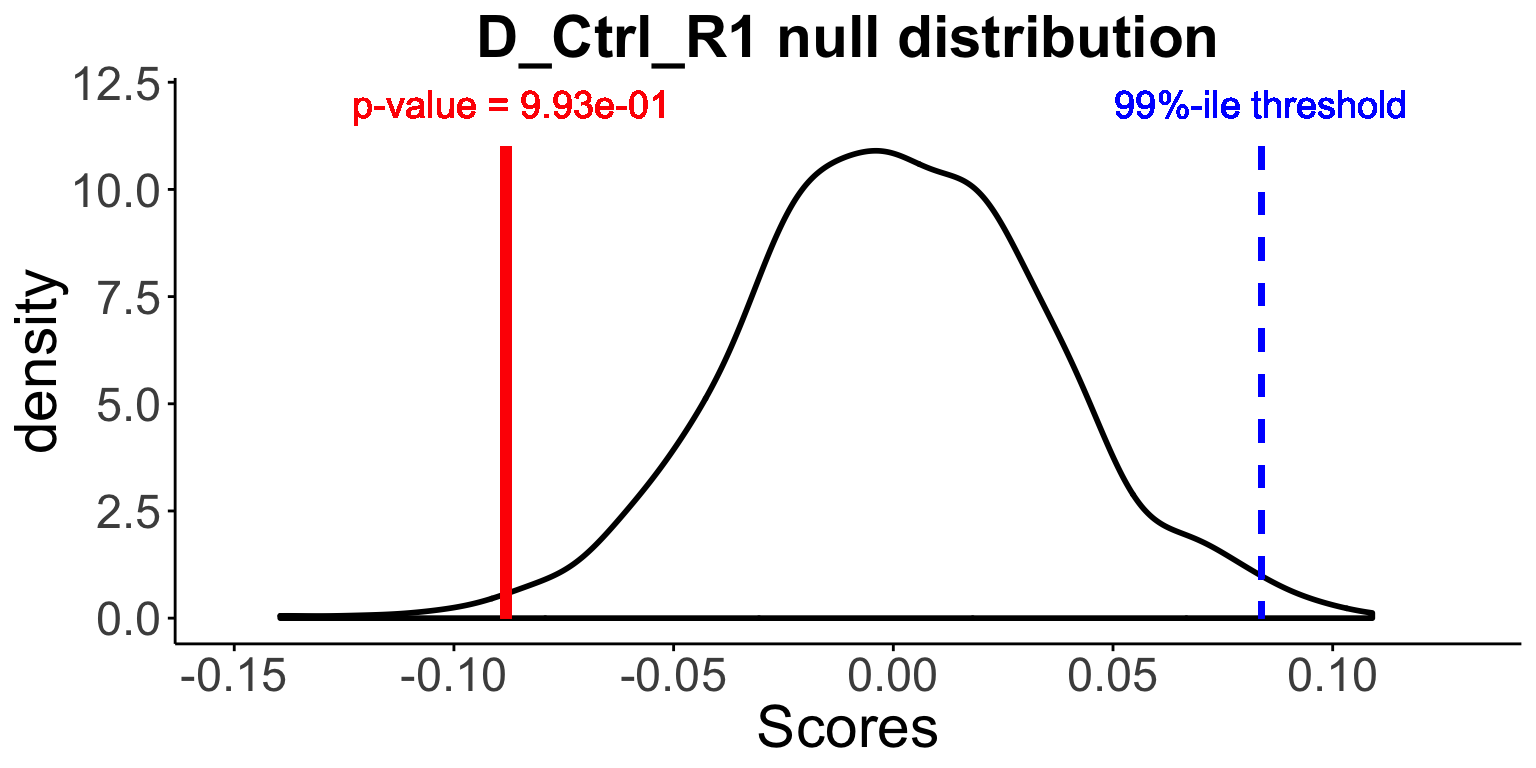 D_Ctrl_R1 null distribution
p-value = 9.93e-01
99%-ile threshold
density
12.5
10.0
7.5
5.0
2.5
0.0
-0.15
-0.10
-0.05
0.00
0.05
0.10
Scores